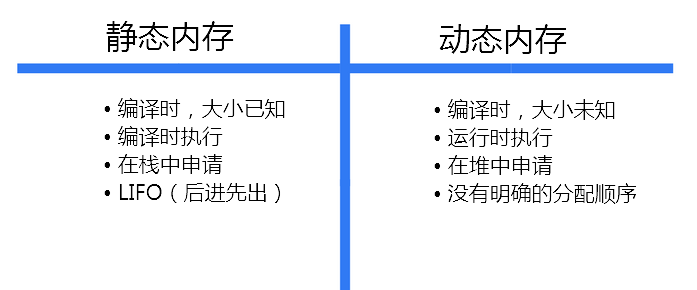 静态内存
• 编译时，大小已知
• 编译时执行
• 在栈中申请
• LIFO（后进先出）
动态内存
• 编译时，大小未知
• 运行时执行
• 在堆中申请
• 没有明确的分配顺序